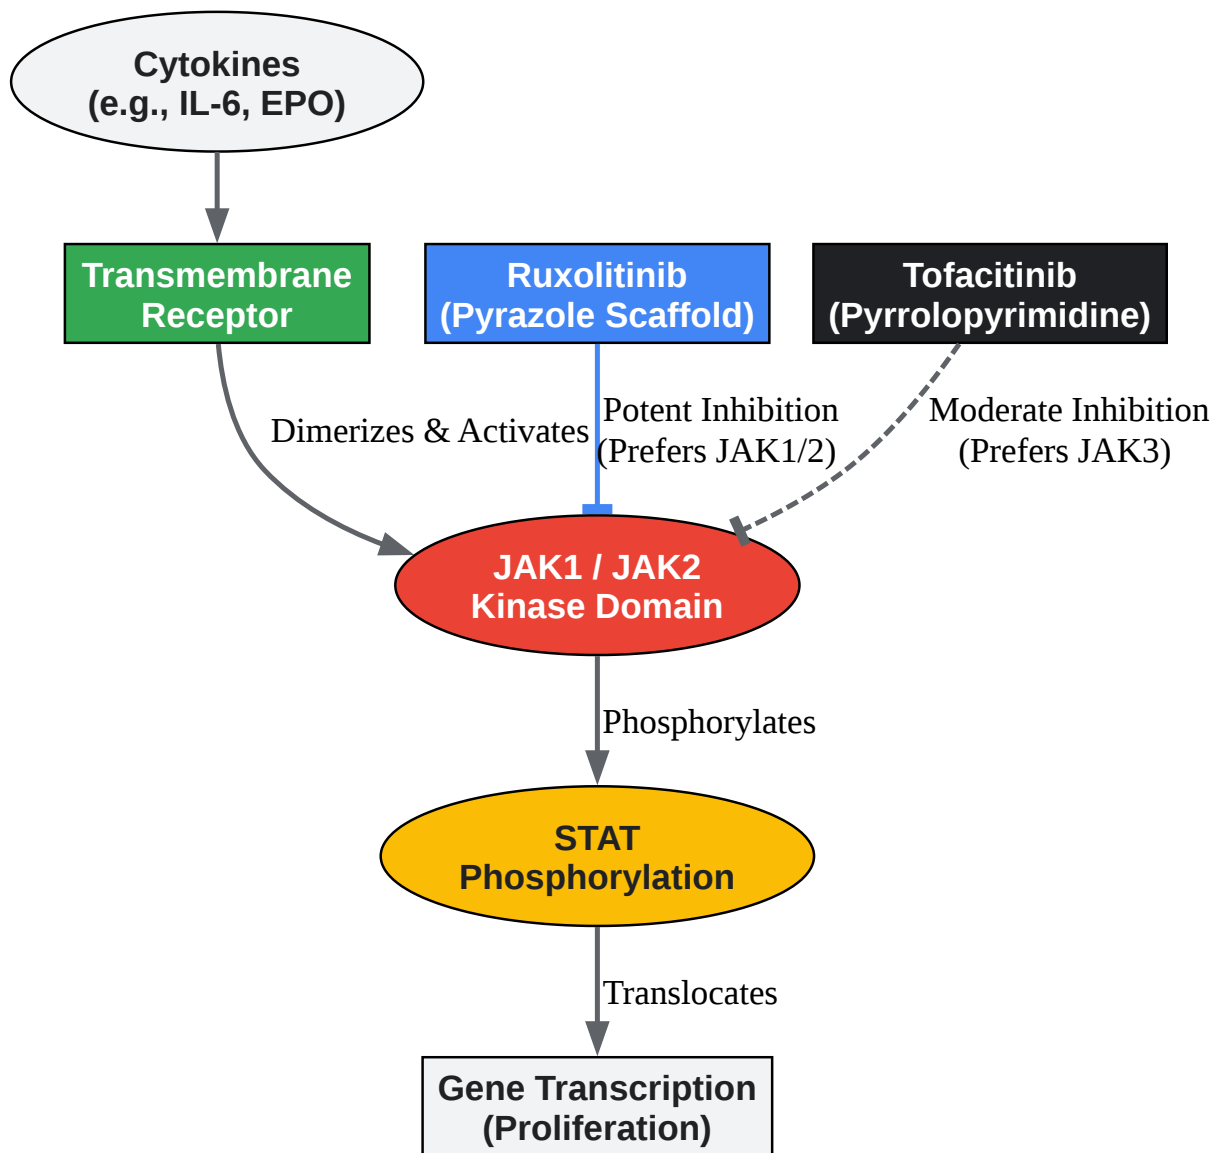 Cytokines
(e.g., IL-6, EPO)
Transmembrane
Receptor
Ruxolitinib
(Pyrazole Scaffold)
Tofacitinib
(Pyrrolopyrimidine)
Dimerizes & Activates
Potent Inhibition
(Prefers JAK1/2)
Moderate Inhibition
(Prefers JAK3)
JAK1 / JAK2
Kinase Domain
Phosphorylates
STAT
Phosphorylation
Translocates
Gene Transcription
(Proliferation)